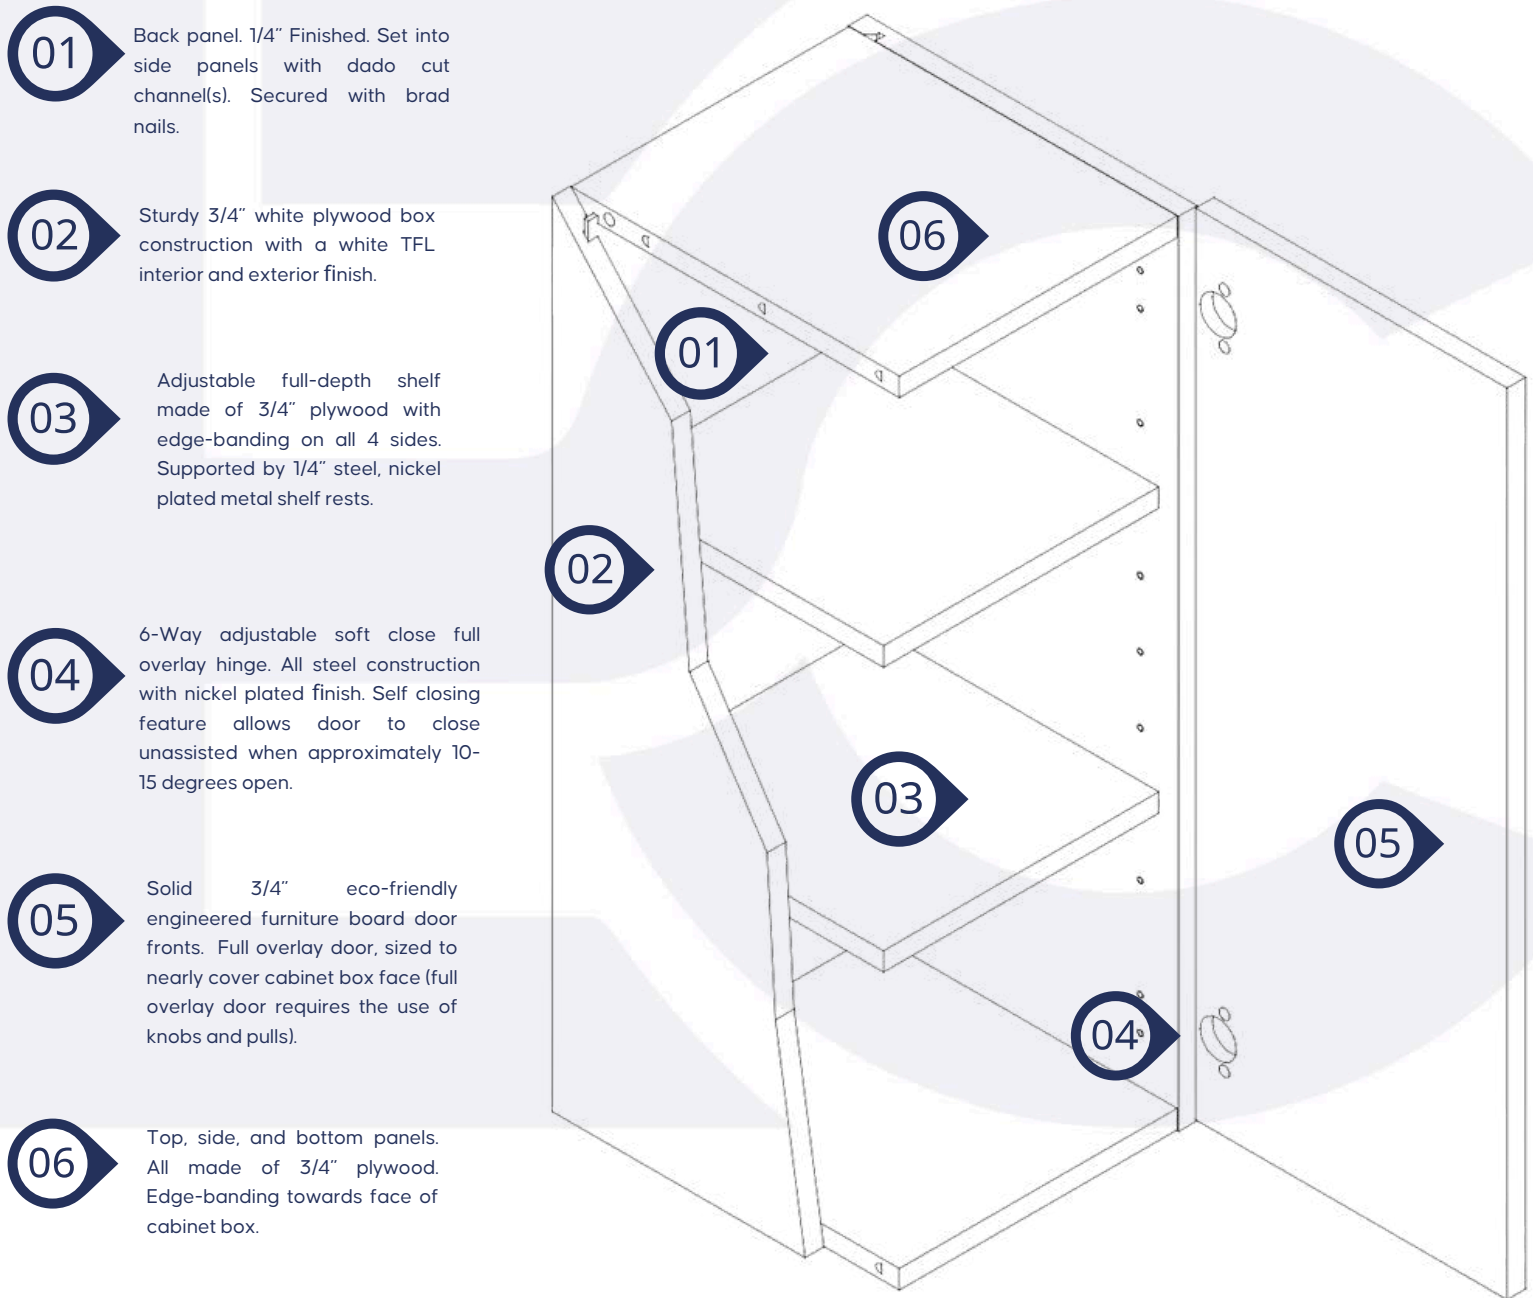 01
Back panel. 1/4" Finished. Set into
side panels with dado cut
channel(s). Secured with brad
nails.
02
Sturdy 3/4" white plywood box
construction with a white TFL
interior and exterior finish.
03
Adjustable full-depth shelf
made of 3/4" plywood with
edge-banding on all 4 sides.
Supported by 1/4" steel, nickel
plated metal shelf rests.
04
6-Way adjustable soft close full
overlay hinge. All steel construction
with nickel plated finish. Self closing
feature allows door to close
unassisted when approximately 10-
15 degrees open.
05
Solid 3/4" eco-friendly
engineered furniture board door
fronts. Full overlay door, sized to
nearly cover cabinet box face (full
overlay door requires the use of
knobs and pulls).
06
Top, side, and bottom panels.
All made of 3/4" plywood.
Edge-banding towards face of
cabinet box.
06
01
02
03
05
04